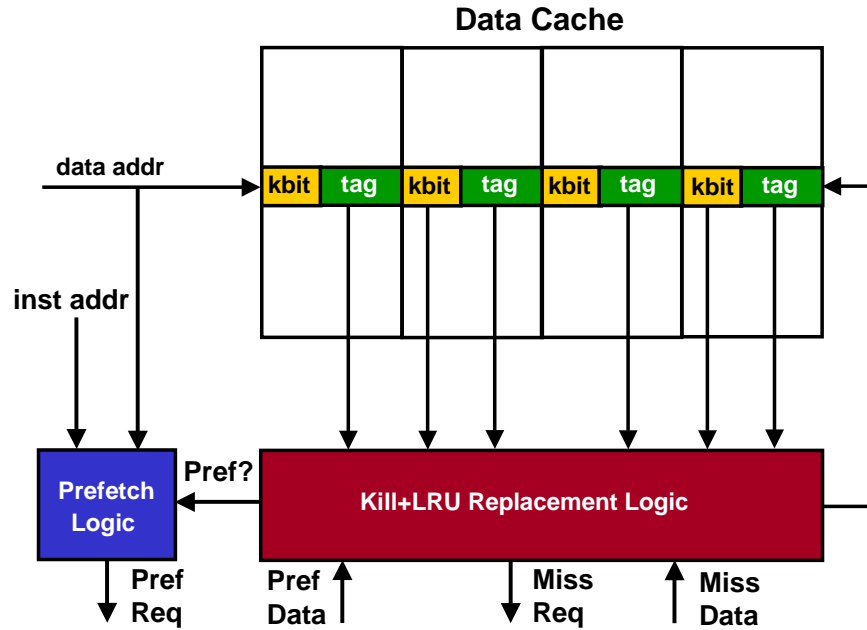 Data Cache
data addr
kbit tag kbit tag kbit tag kbit tag
inst addr
Pref?
Prefetch
Logic
Kill+LRU Replacement Logic
Pref
Req
Pref
Data
Miss
Req
Miss
Data